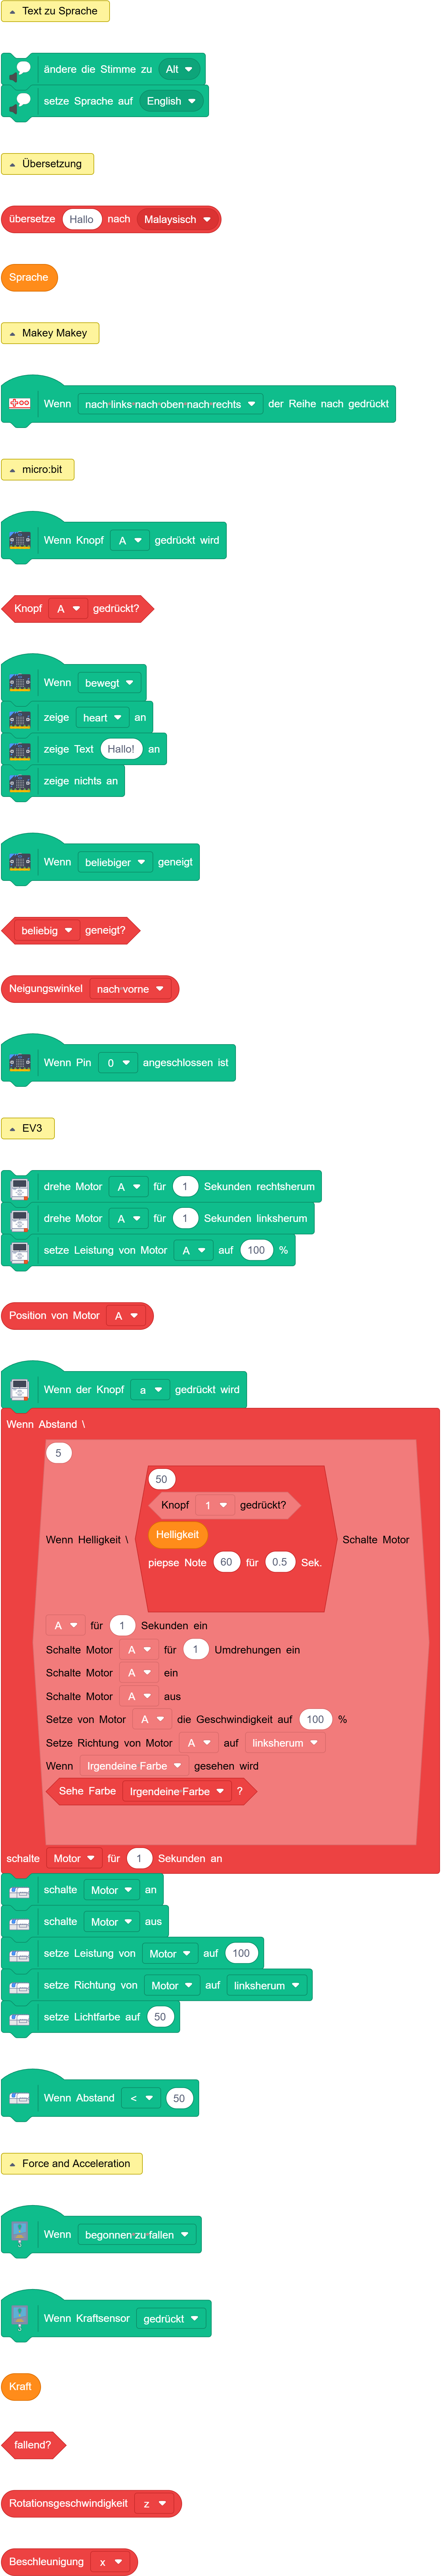 Text zu Sprache
ändere die Stimme zu Alt
setze Sprache auf English
Übersetzung
übersetze Hallo nach Malaysisch
Sprache
Makey Makey
Wenn nach links nach oben nach rechts der Reihe nach gedrückt
micro:bit
Wenn Knopf A gedrückt wird
Knopf A gedrückt?
Wenn bewegt
zeige heart an
zeige Text Hallo! an
zeige nichts an
Wenn beliebiger geneigt
beliebig geneigt?
Neigungswinkel nach vorne
Wenn Pin 0 angeschlossen ist
EV3
drehe Motor A für 1 Sekunden rechtsherum
drehe Motor A für 1 Sekunden linksherum
setze Leistung von Motor A auf 100 %
Position von Motor A
Wenn der Knopf a gedrückt wird
Wenn Abstand \
5
50
Knopf 1 gedrückt?
Helligkeit
Wenn Helligkeit \ Schalte Motor
piepse Note 60 für 0.5 Sek.
A für 1 Sekunden ein
Schalte Motor A für 1 Umdrehungen ein
Schalte Motor A ein
Schalte Motor A aus
Setze von Motor A die Geschwindigkeit auf 100 %
Setze Richtung von Motor A auf linksherum
Wenn Irgendeine Farbe gesehen wird
Sehe Farbe Irgendeine Farbe ?
schalte Motor für 1 Sekunden an
schalte Motor an
schalte Motor aus
setze Leistung von Motor auf 100
setze Richtung von Motor auf linksherum
setze Lichtfarbe auf 50
Wenn Abstand < 50
Force and Acceleration
Wenn begonnen zu fallen
Wenn Kraftsensor gedrückt
Kraft
fallend?
Rotationsgeschwindigkeit z
Beschleunigung x